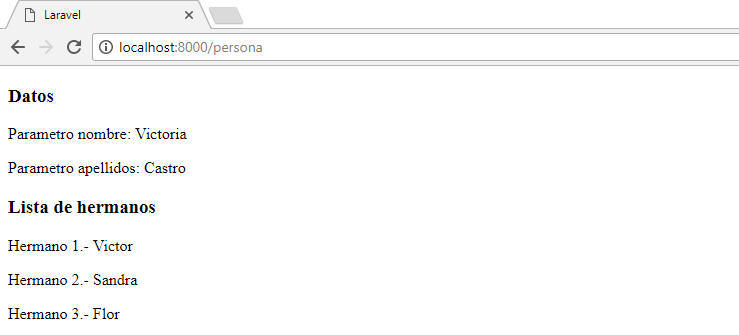 Laravel
localhost:8000/persona
Datos
Parametro nombre: Victoria
Parametro apellidos: Castro
Lista de hermanos
Hermano 1.- Victor
Hermano 2.- Sandra
Hermano 3.- Flor